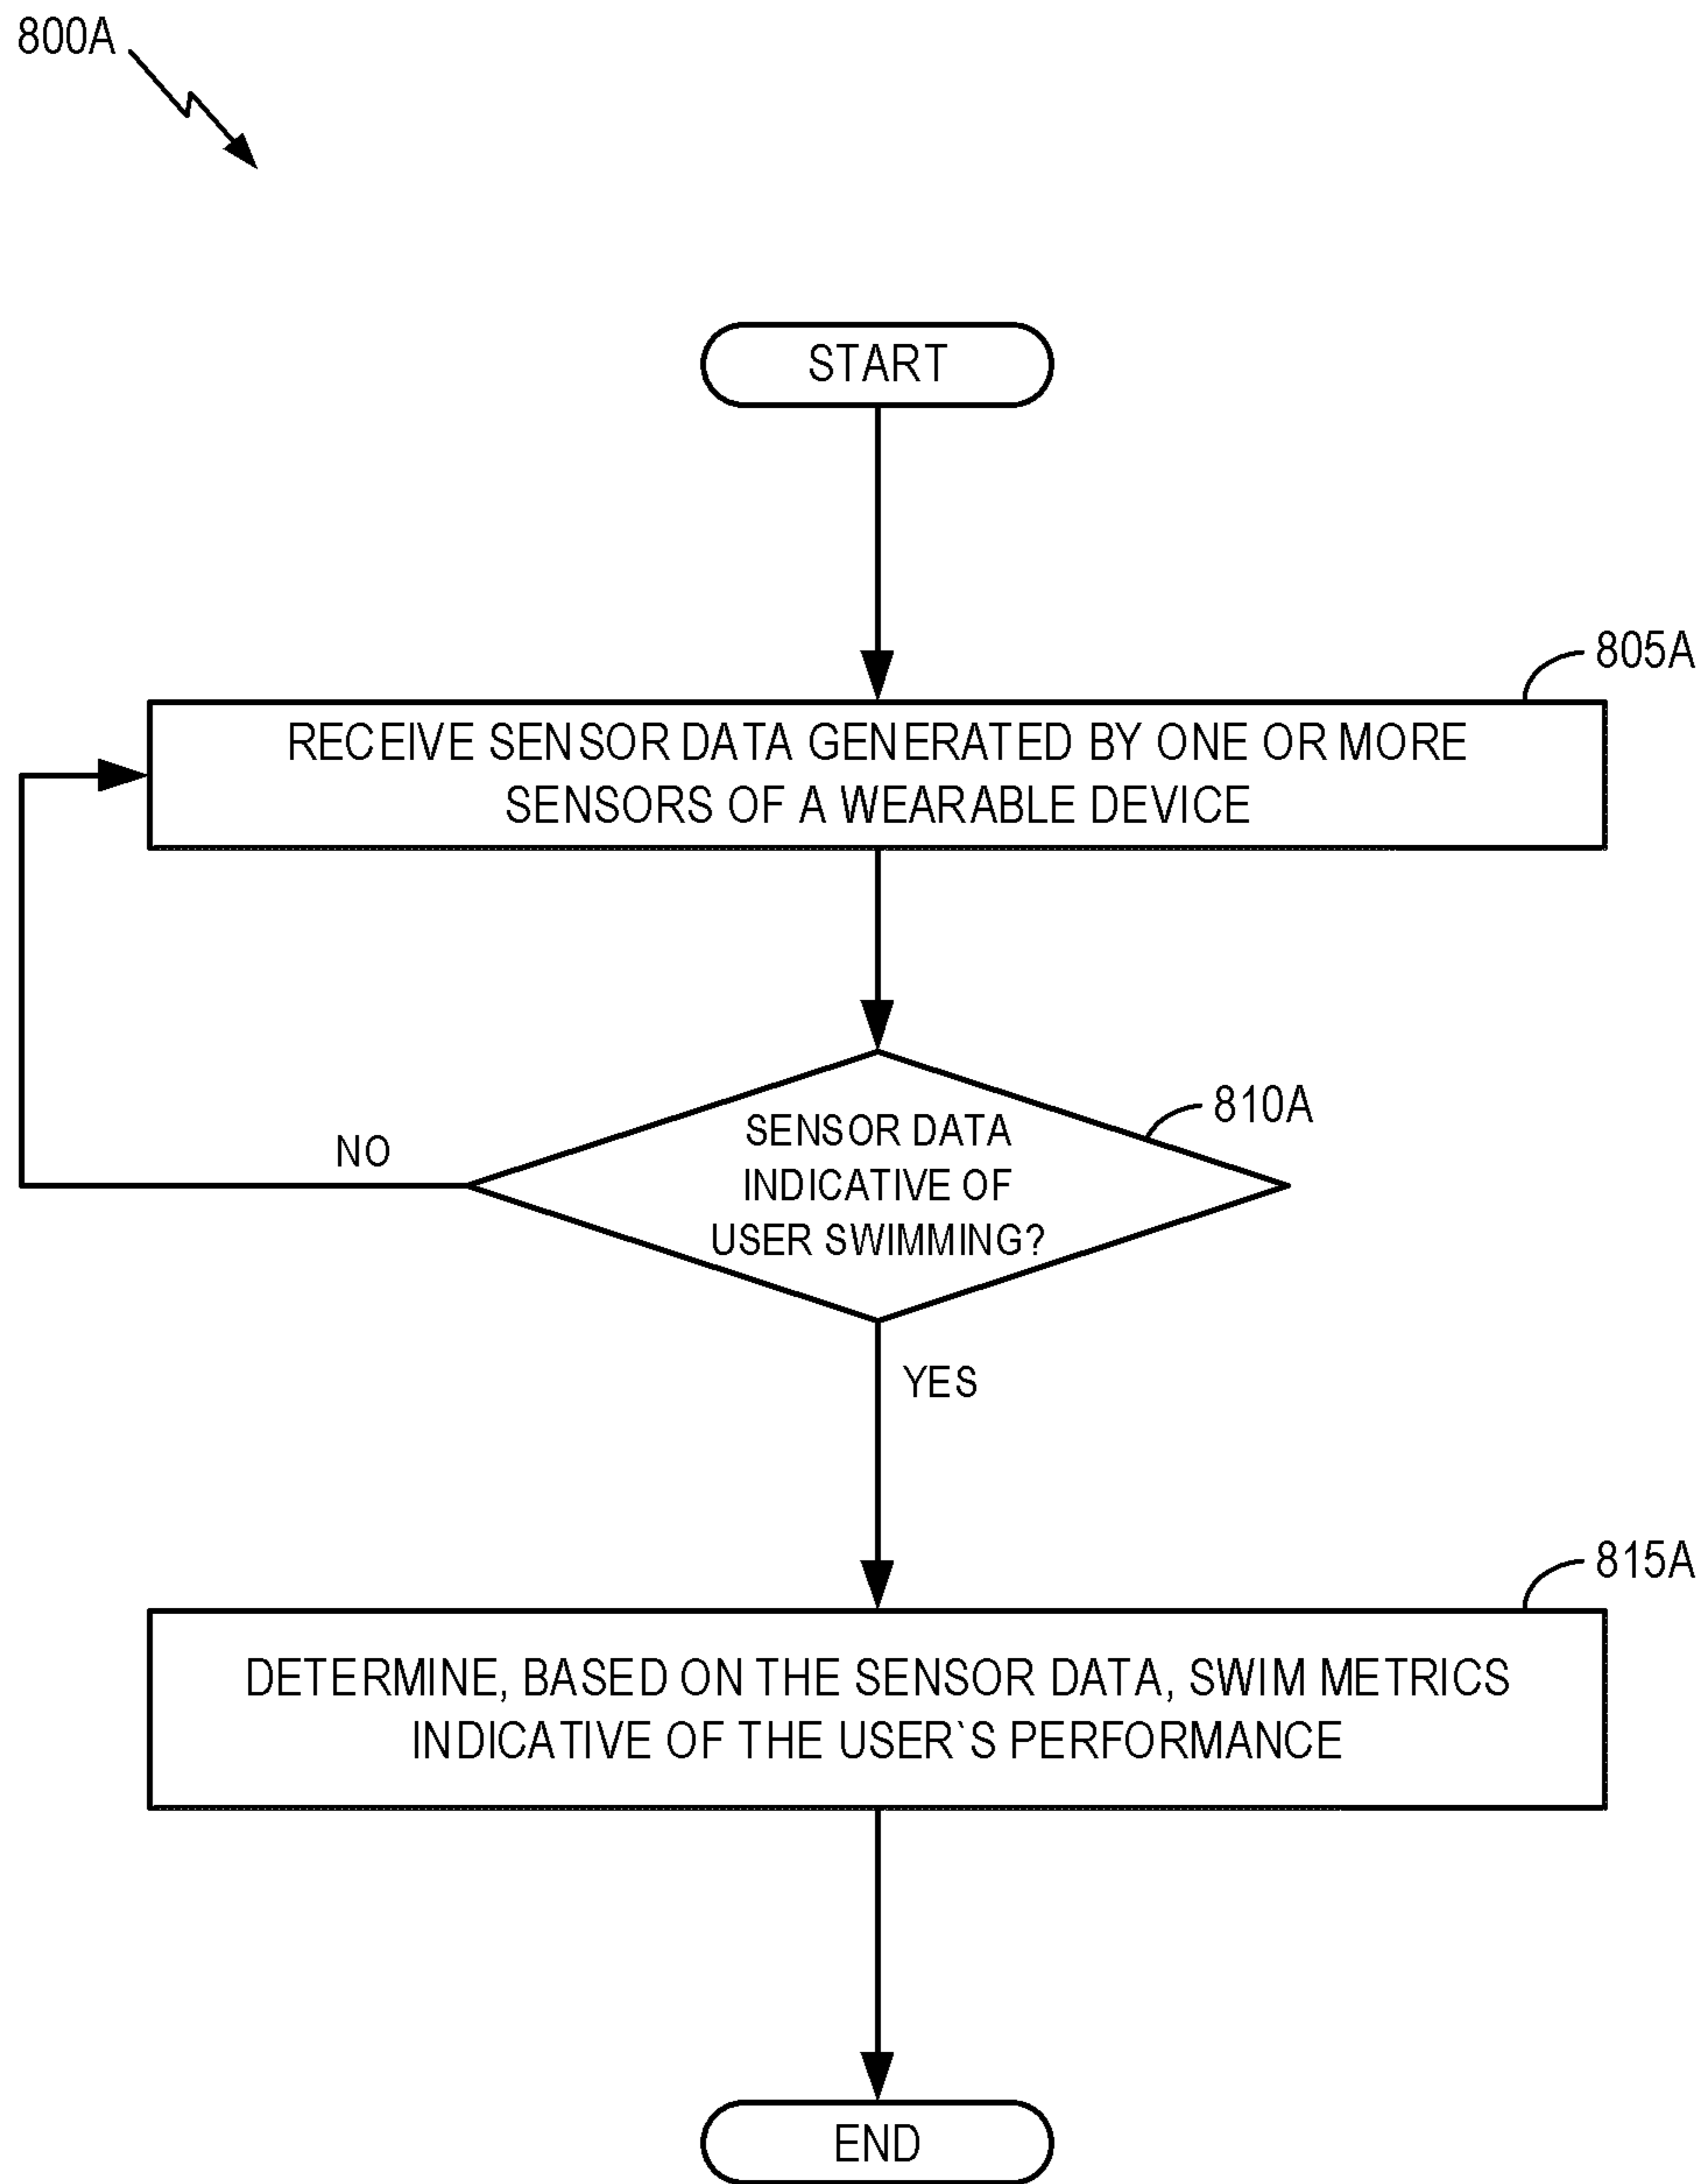 800A
START
805A
RECEIVE SENSOR DATA GENERATED BY ONE OR MORE
SENSORS OF A WEARABLE DEVICE
810A
SENSOR DATA
INDICATIVE OF
USER SWIMMING?
NO
YES
815A
DETERMINE, BASED ON THE SENSOR DATA, SWIM METRICS
INDICATIVE OF THE USER`S PERFORMANCE
END